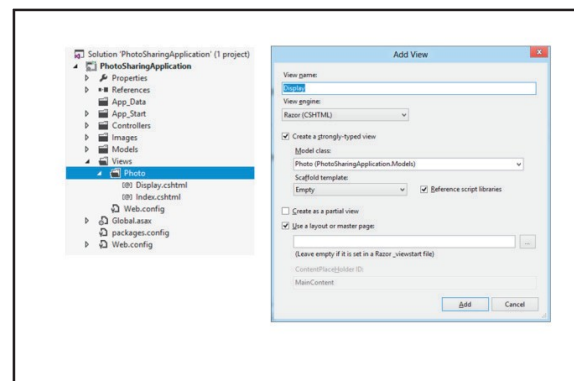 Solution 'PhotoSharingApplication' (1 project)
PhotoSharingApplication
Properties
References
App_Data
App_Start
Controllers
Images
Models
Views
Photo
Display.cshtml
Index.cshtml
Web.config
Global.asax
packages.config
Web.config
Add View
View name:
Display
View engine:
Razor (CSHTML)
Create a strongly-typed view
Model class:
Photo (PhotoSharingApplication.Models)
Scaffold template:
Empty
Reference script libraries
Create as a partial view
Use a layout or master page:
...
(Leave empty if it is set in a Razor _viewstart file)
ContentPlaceHolder ID:
MainContent
Add
Cancel